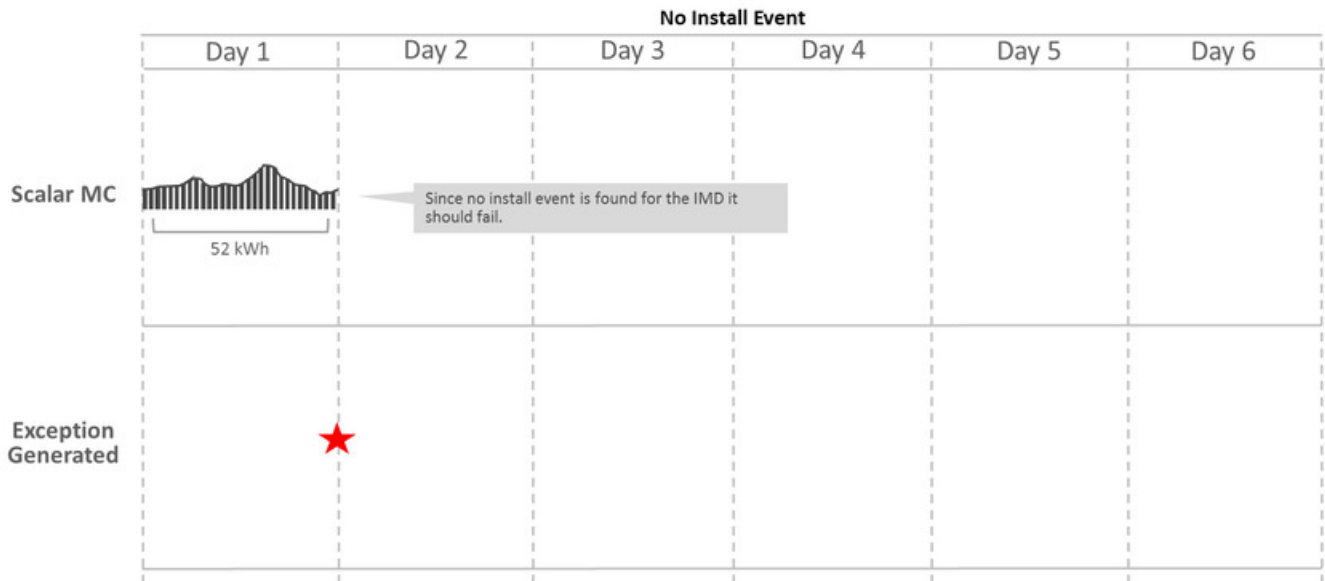 No Install Event
Day 1 Day 2 Day 3 Day 4 Day 5 Day 6
Scalar MC
Since no install event is found for the IMD it
should fail.
52 kWh
Exception
Generated